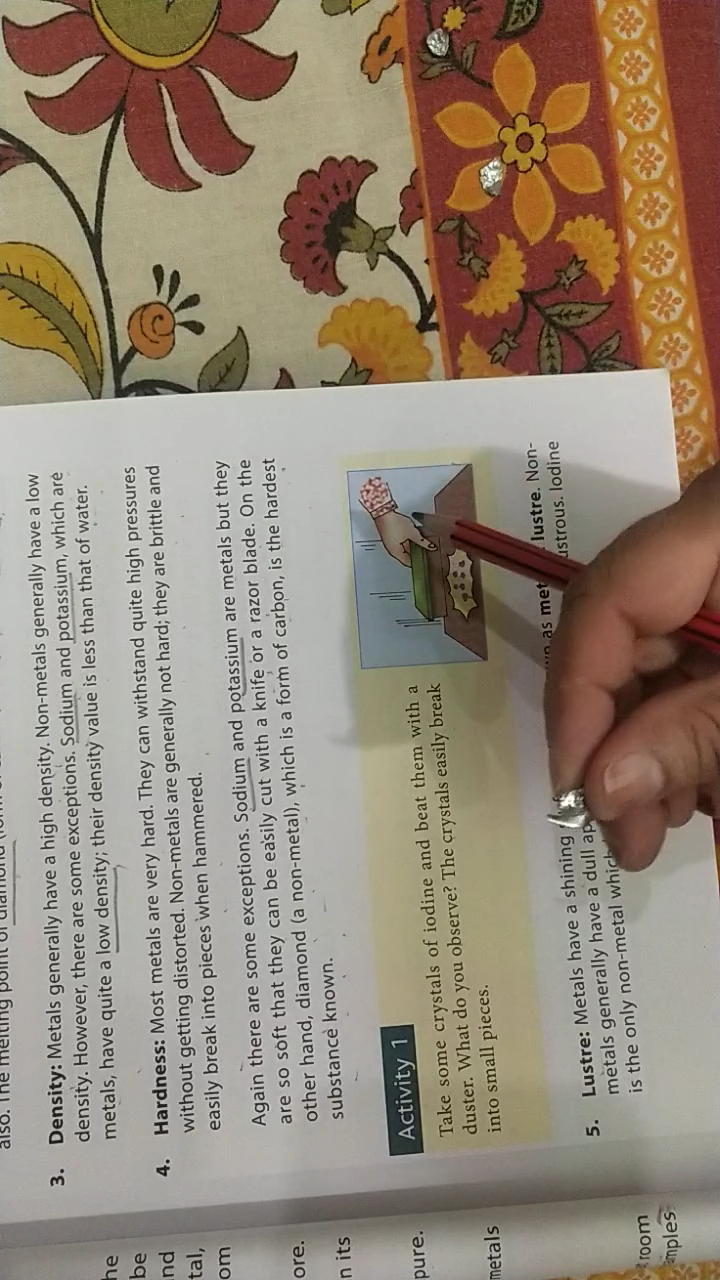 also. The melting point of diamond
3. Density: Metals generally have a high density. Non-metals generally have a low
density. However, there are some exceptions. Sodium and potassium, which are
metals, have quite a low density; their density value is less than that of water.
4. Hardness: Most metals are very hard. They can withstand quite high pressures
without getting distorted. Non-metals are generally not hard; they are brittle and
easily break into pieces when hammered.
Again there are some exceptions. Sodium and potassium are metals but they
are so soft that they can be easily cut with a knife or a razor blade. On the
other hand, diamond (a non-metal), which is a form of carbon, is the hardest
substance known.
Activity 1
Take some crystals of iodine and beat them with a
duster. What do you observe? The crystals easily break
into small pieces.
5. Lustre: Metals have a shining as lustre. Non-
metals generally have a dull Iodine
is the only non-metal which
he
be
nd
tal,
om
ore.
n its
pure.
metals
room